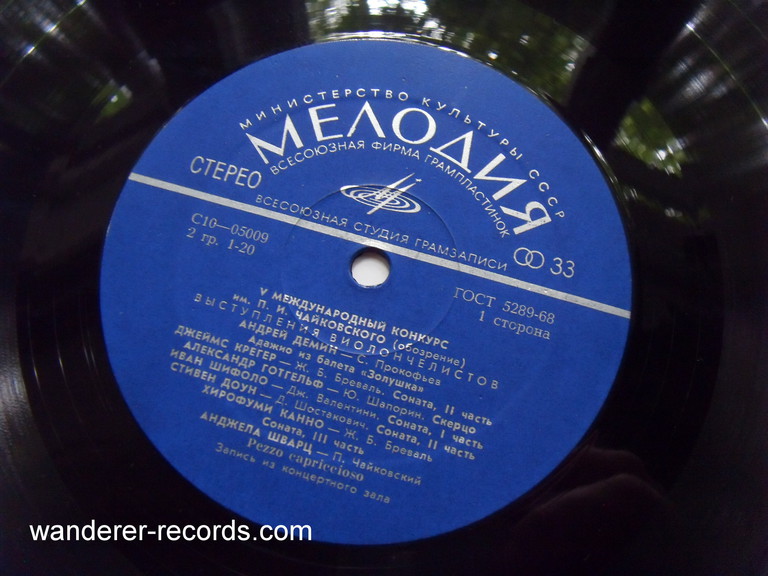 МИНИСТЕРСТВО КУЛЬТУРЫ СССР
МЕЛОДИЯ
ВСЕСОЮЗНАЯ ФИРМА ГРАМПЛАСТИНОК
СТЕРЕО
ВСЕСОЮЗНАЯ СТУДИЯ ГРАМЗАПИСИ
33
С10—05009
2 гр. 1-20
ГОСТ 5289-68
1 сторона
V МЕЖДУНАРОДНЫЙ КОНКУРС
им. П. И. ЧАЙКОВСКОГО (обозрение)
ВЫСТУПЛЕНИЯ ВИОЛОНЧЕЛИСТОВ
АНДРЕЙ ДЕМИН — С. Прокофьев
Адажио из балета «Золушка»
ДЖЕЙМС КРЕГЕР — Ж. Б. Бреваль. Соната, II часть
АЛЕКСАНДР ГОТГЕЛЬФ — Ю. Шапорин. Скерцо
ИВАН ШИФОЛО — Дж. Валентини. Соната, I часть
СТИВЕН ДОУН — Д. Шостакович. Соната, II часть
ХИРОФУМИ КАННО — Ж. Б. Бреваль
Соната, III часть
АНДЖЕЛА ШВАРЦ — П. Чайковский
Pezzo capriccioso
Запись из концертного зала
wanderer-records.com